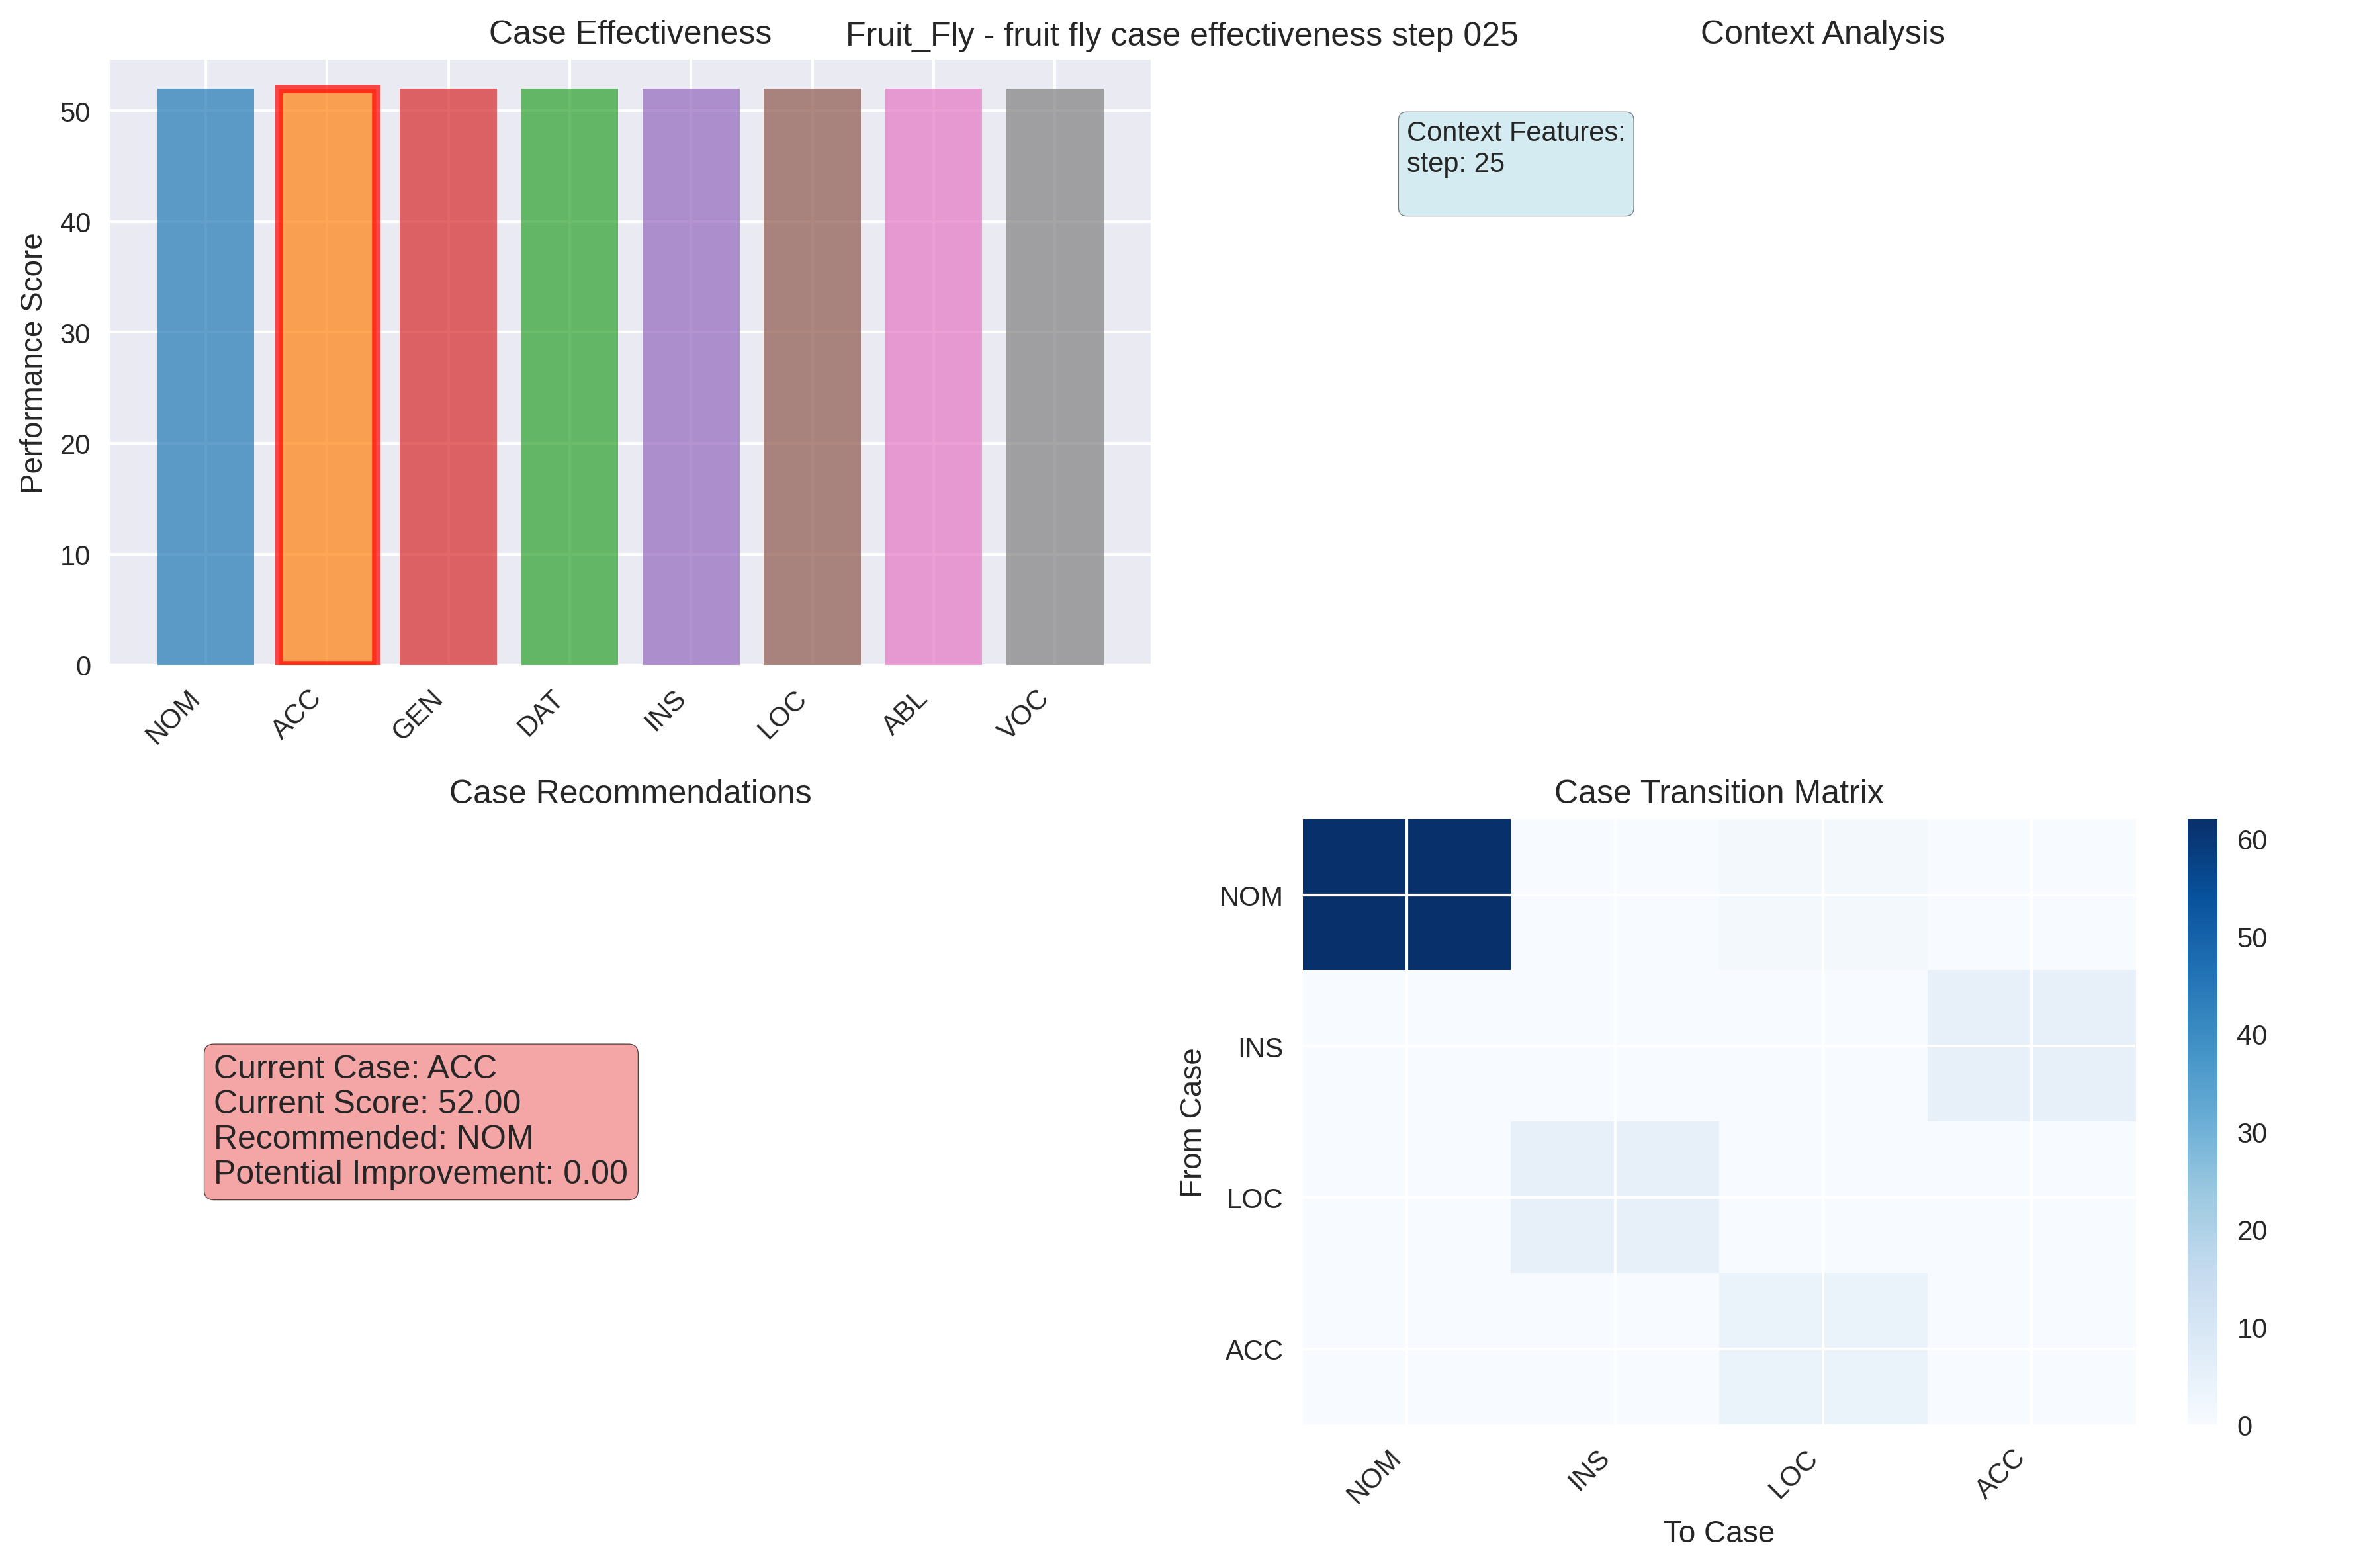 Case Effectiveness
Fruit_Fly - fruit fly case effectiveness step 025
Context Analysis
Performance Score
50
40
30
20
10
0
NOM
ACC
GEN
DAT
INS
LOC
ABL
VOC
Context Features:
step: 25
Case Recommendations
Current Case: ACC
Current Score: 52.00
Recommended: NOM
Potential Improvement: 0.00
Case Transition Matrix
From Case
NOM
INS
LOC
ACC
NOM
INS
LOC
ACC
To Case
60
50
40
30
20
10
0